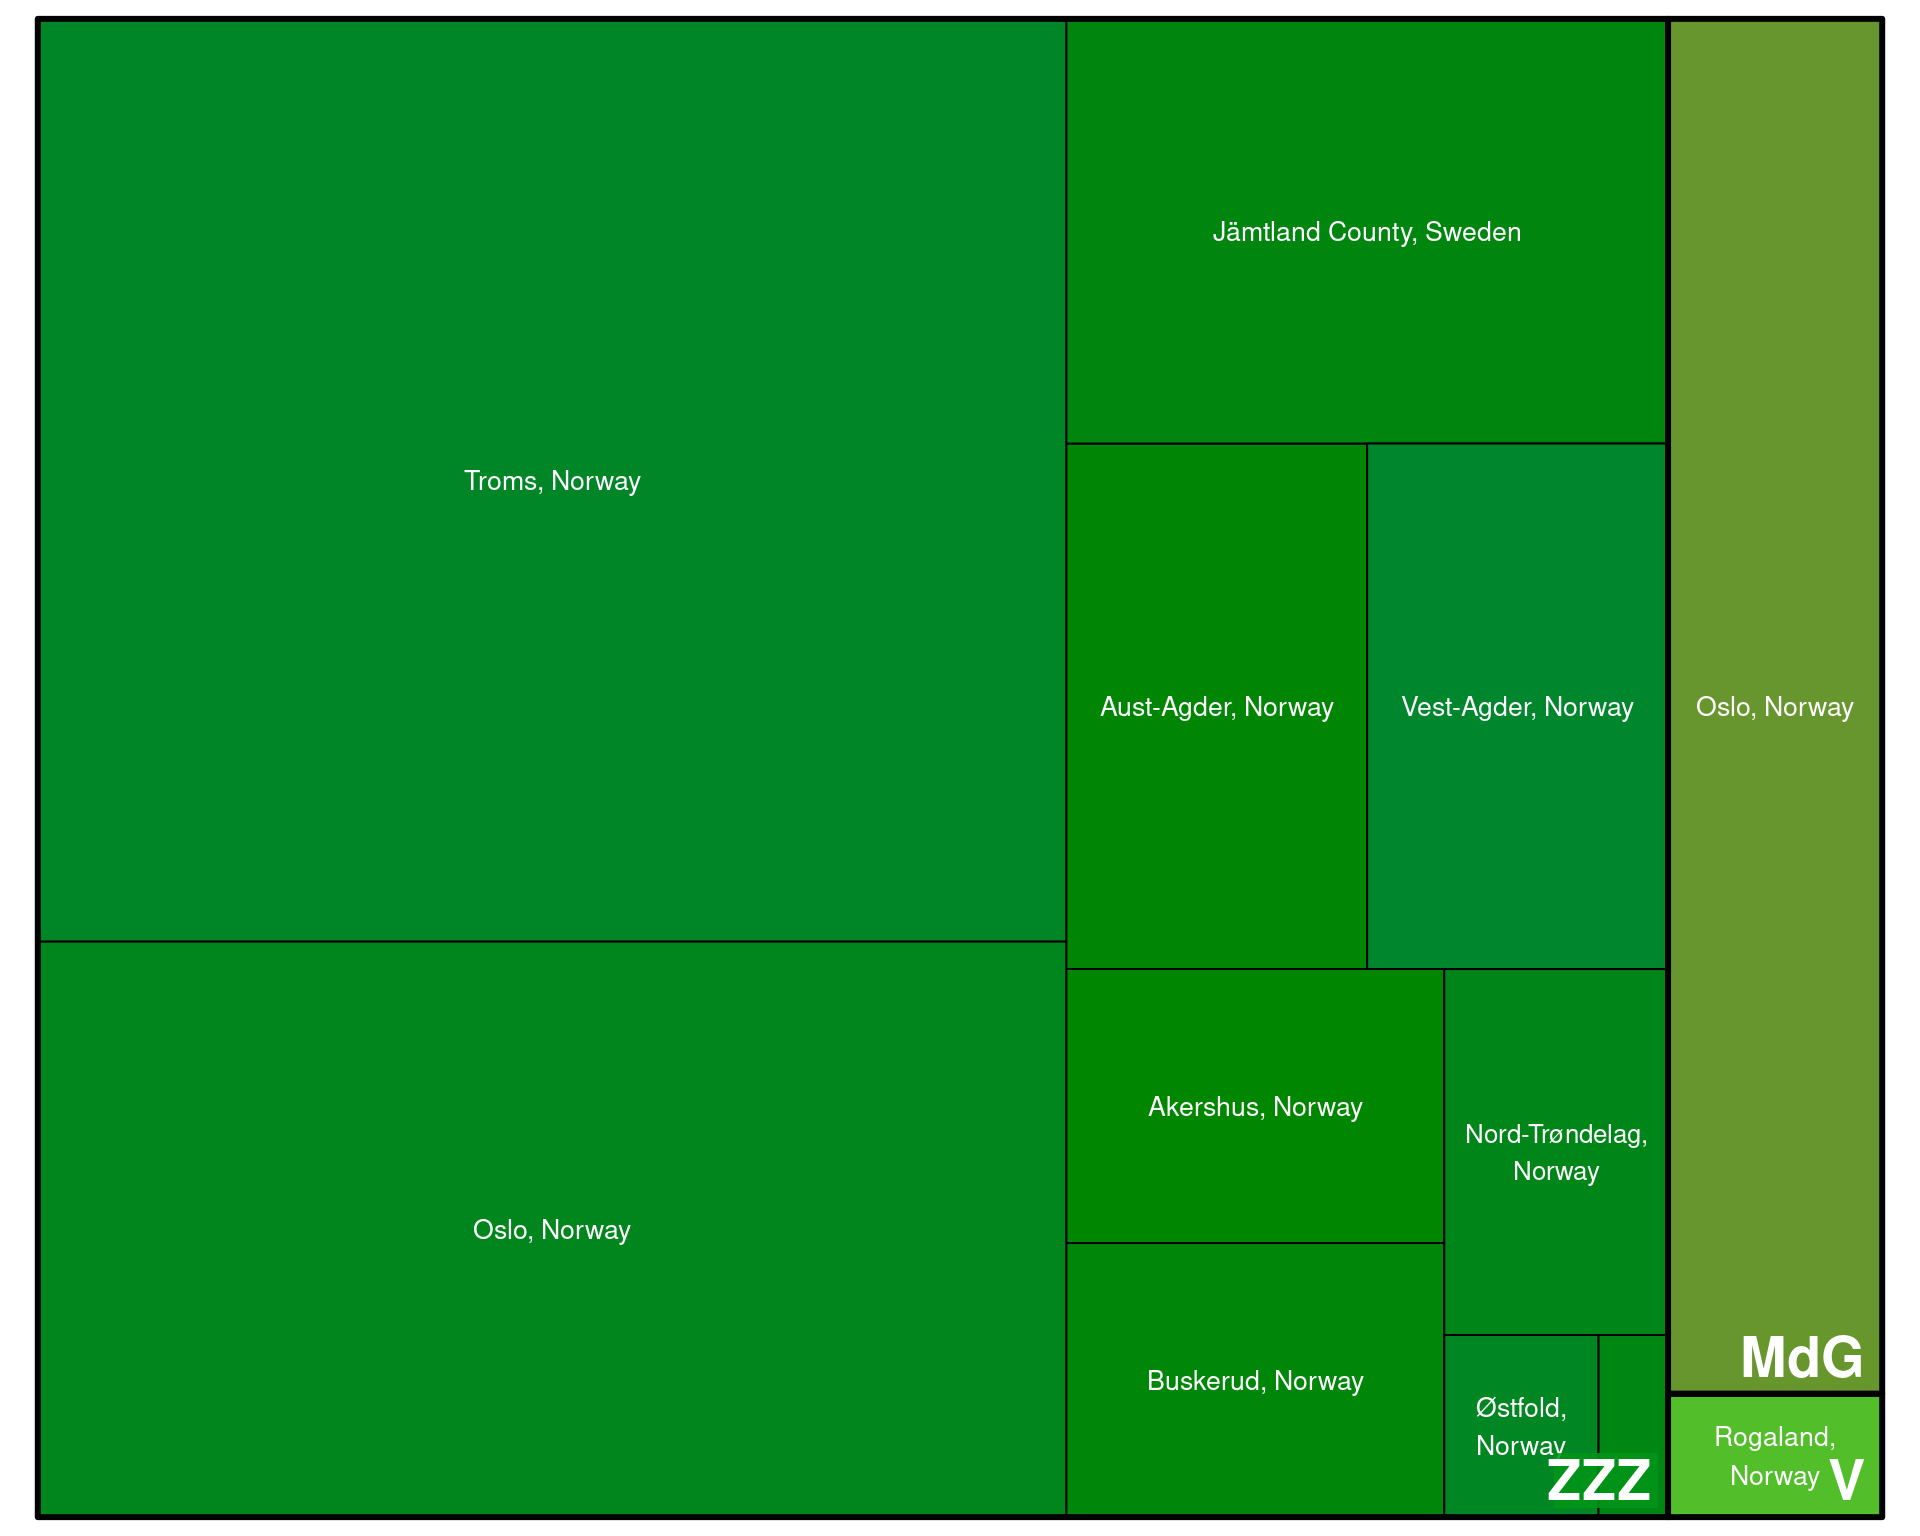 Troms, Norway
Oslo, Norway
Jämtland County, Sweden
Aust-Agder, Norway
Vest-Agder, Norway
Akershus, Norway
Buskerud, Norway
Nord-Trøndelag,
Norway
Østfold,
Norway
ZZZ
Oslo, Norway
MdG
Rogaland,
Norway
V